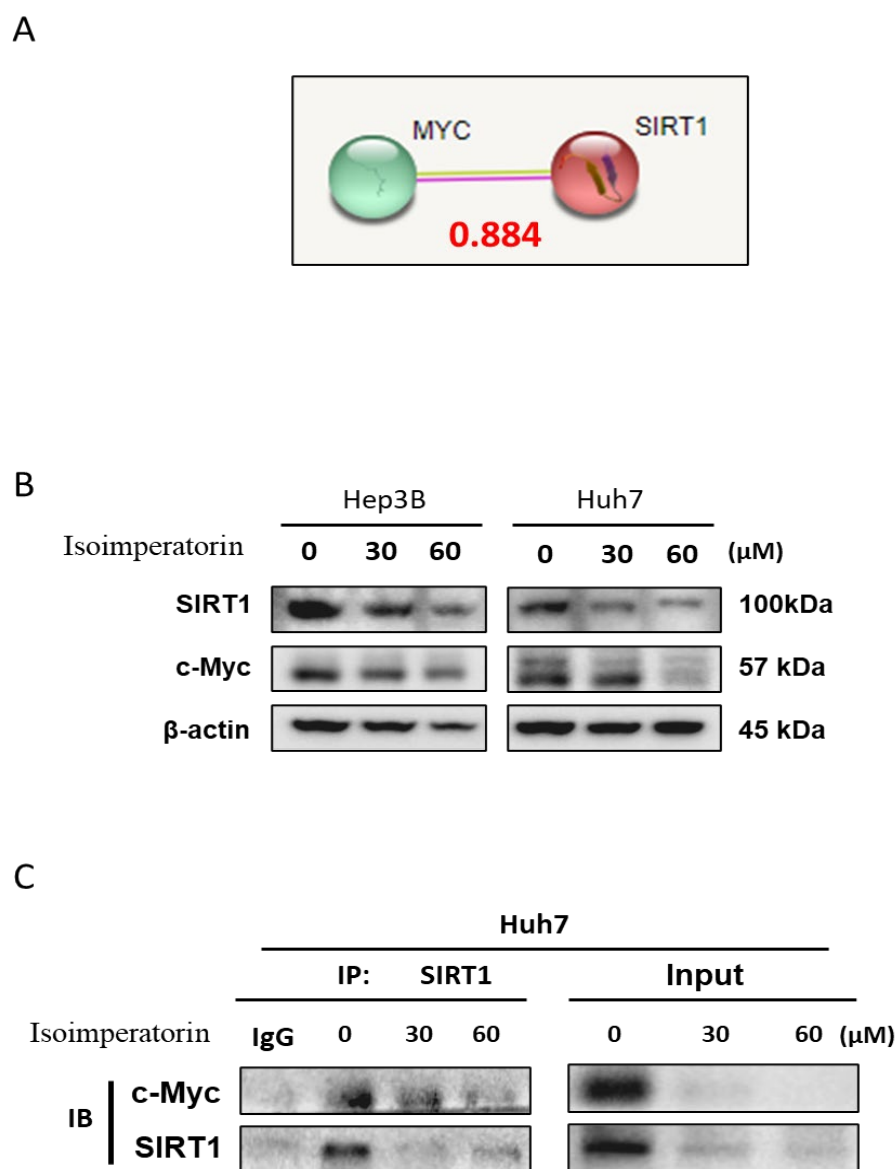 A
MYC
SIRT1
0.884
B
Hep3B Huh7
Isoimperatorin 0 30 60 0 30 60 (μM)
SIRT1 100kDa
c-Myc 57 kDa
β-actin 45 kDa
C
Huh7
IP: SIRT1 Input
Isoimperatorin IgG 0 30 60 0 30 60 (μM)
IB
c-Myc
SIRT1